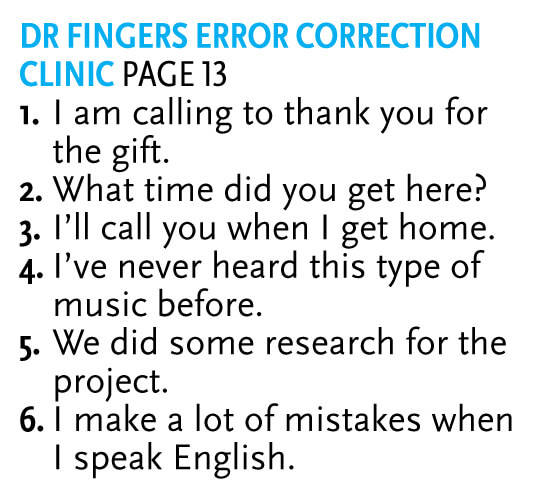 DR FINGERS ERROR CORRECTION
CLINIC PAGE 13
1. I am calling to thank you for
the gift.
2. What time did you get here?
3. I’ll call you when I get home.
4. I’ve never heard this type of
music before.
5. We did some research for the
project.
6. I make a lot of mistakes when
I speak English.